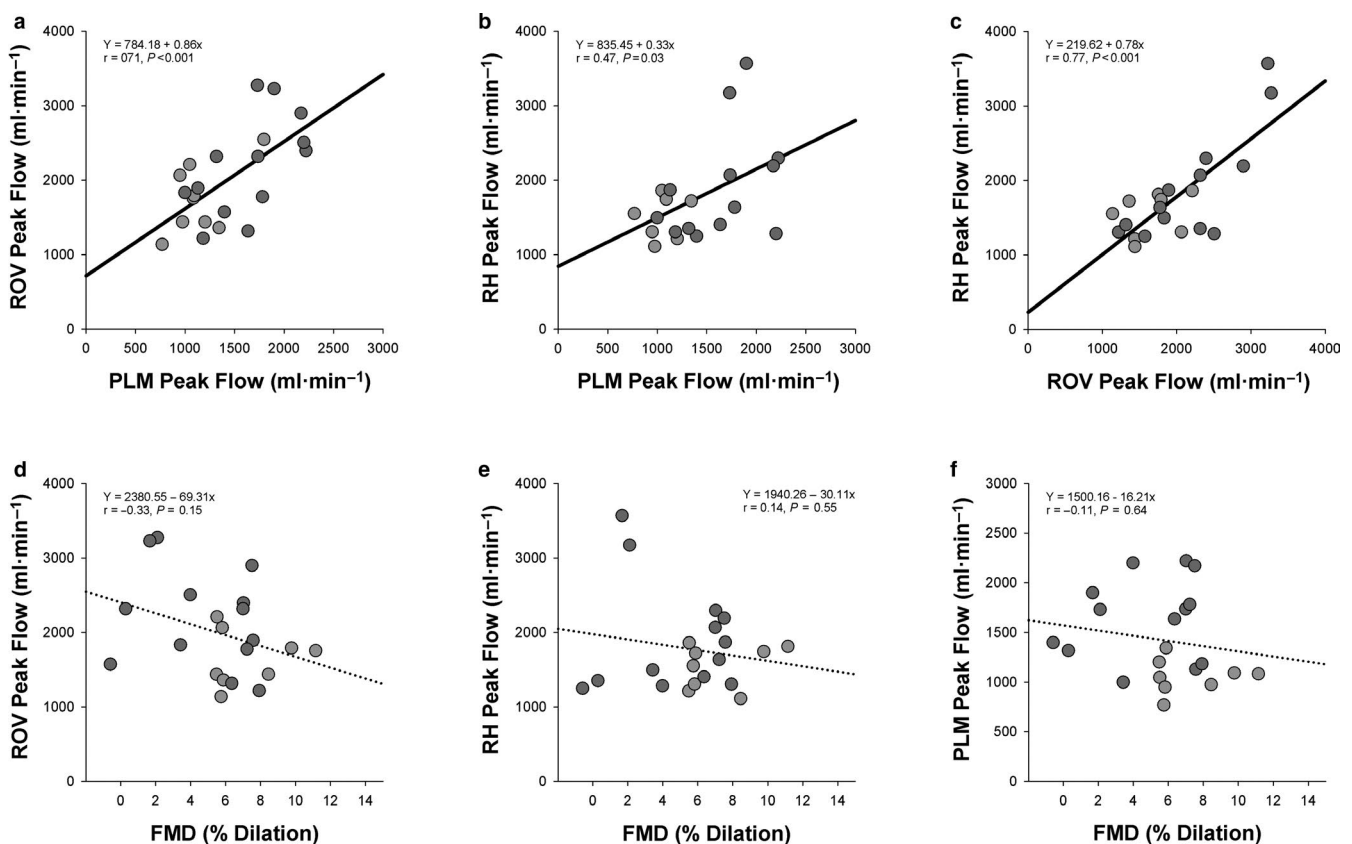 a
Y = 784.18 + 0.86x
r = 071, P<0.001
ROV Peak Flow (ml·min⁻¹)
4000
3000
2000
1000
0
0 500 1000 1500 2000 2500 3000
PLM Peak Flow (ml·min⁻¹)
b
Y = 835.45 + 0.33x
r = 0.47, P=0.03
RH Peak Flow (ml·min⁻¹)
4000
3000
2000
1000
0
0 500 1000 1500 2000 2500 3000
PLM Peak Flow (ml·min⁻¹)
c
Y = 219.62 + 0.78x
r = 0.77, P<0.001
RH Peak Flow (ml·min⁻¹)
4000
3000
2000
1000
0
0 1000 2000 3000 4000
ROV Peak Flow (ml·min⁻¹)
d
Y = 2380.55 – 69.31x
r = –0.33, P = 0.15
ROV Peak Flow (ml·min⁻¹)
4000
3000
2000
1000
0
0 2 4 6 8 10 12 14
FMD (% Dilation)
e
Y = 1940.26 – 30.11x
r = 0.14, P = 0.55
RH Peak Flow (ml·min⁻¹)
4000
3000
2000
1000
0
0 2 4 6 8 10 12 14
FMD (% Dilation)
f
Y = 1500.16 - 16.21x
r = –0.11, P = 0.64
PLM Peak Flow (ml·min⁻¹)
3000
2500
2000
1500
1000
500
0
0 2 4 6 8 10 12 14
FMD (% Dilation)